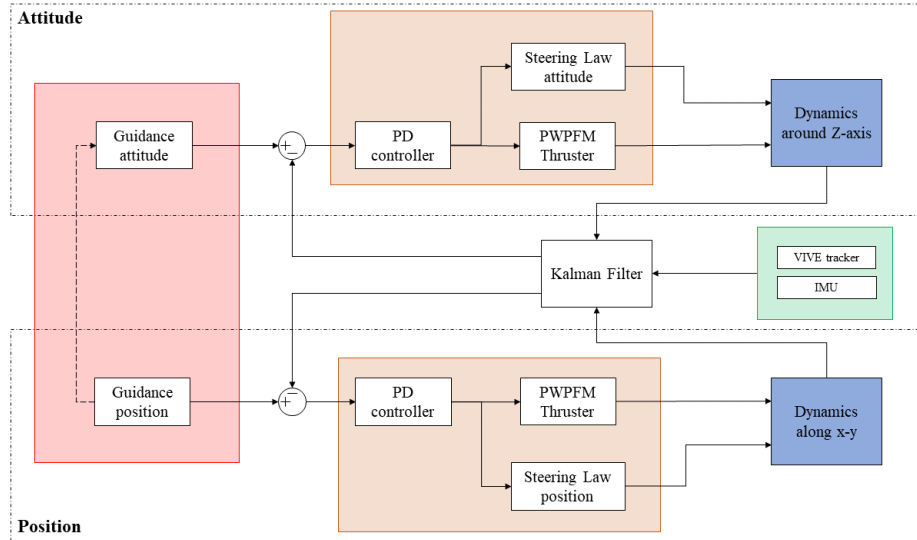 Attitude
Steering Law
attitude
Guidance
attitude
+
−
PD
controller
PWPFM
Thruster
Dynamics
around Z-axis
Kalman Filter
VIVE tracker
IMU
Guidance
position
+
−
PD
controller
PWPFM
Thruster
Dynamics
along x-y
Steering Law
position
Position